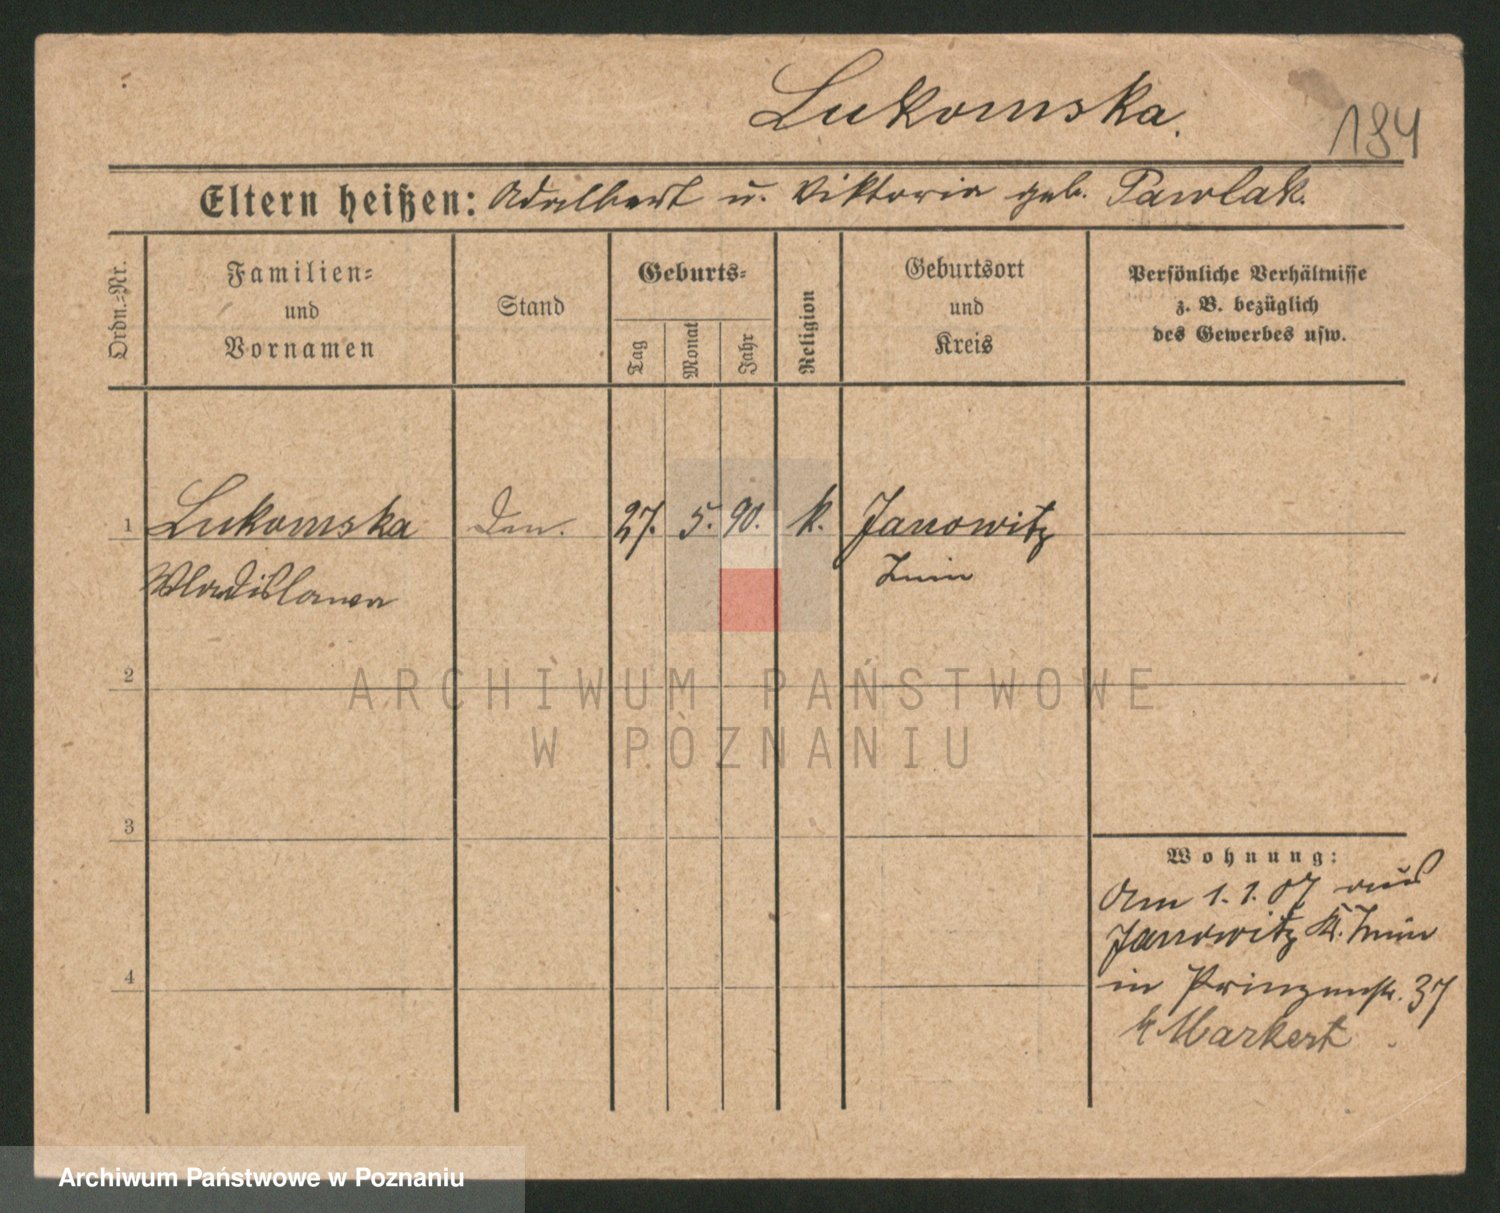 Lukomska.
194
Eltern heißen: Adalbert u. Viktoria geb. Pawlak.
Ordn.-Nr.
Familien-
und
Vornamen
Stand
Geburts-
Tag
Monat
Jahr
Religion
Geburtsort
und
Kreis
Persönliche Verhältnisse
z. B. bezüglich
des Gewerbes usw.
1 Lukomska 27. 5. 90. k. Janowitz
Wladislawa Znin
2
3
4
Wohnung:
Am 1. 1. 07 aus
Janowitz Kr. Znin
in Prinzenstr. 37
Markert
ARCHIWUM PAŃSTWOWE
W POZNANIU
Archiwum Państwowe w Poznaniu